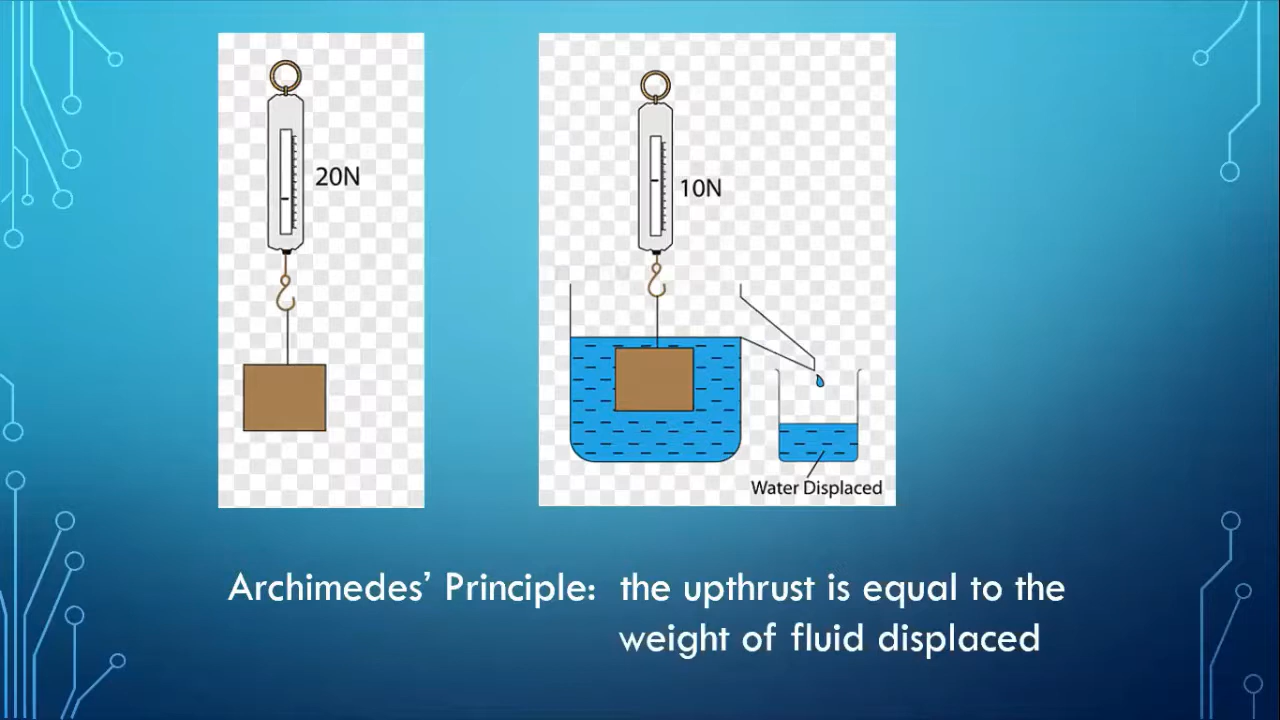 20N
10N
Water Displaced
Archimedes’ Principle: the upthrust is equal to the
weight of fluid displaced